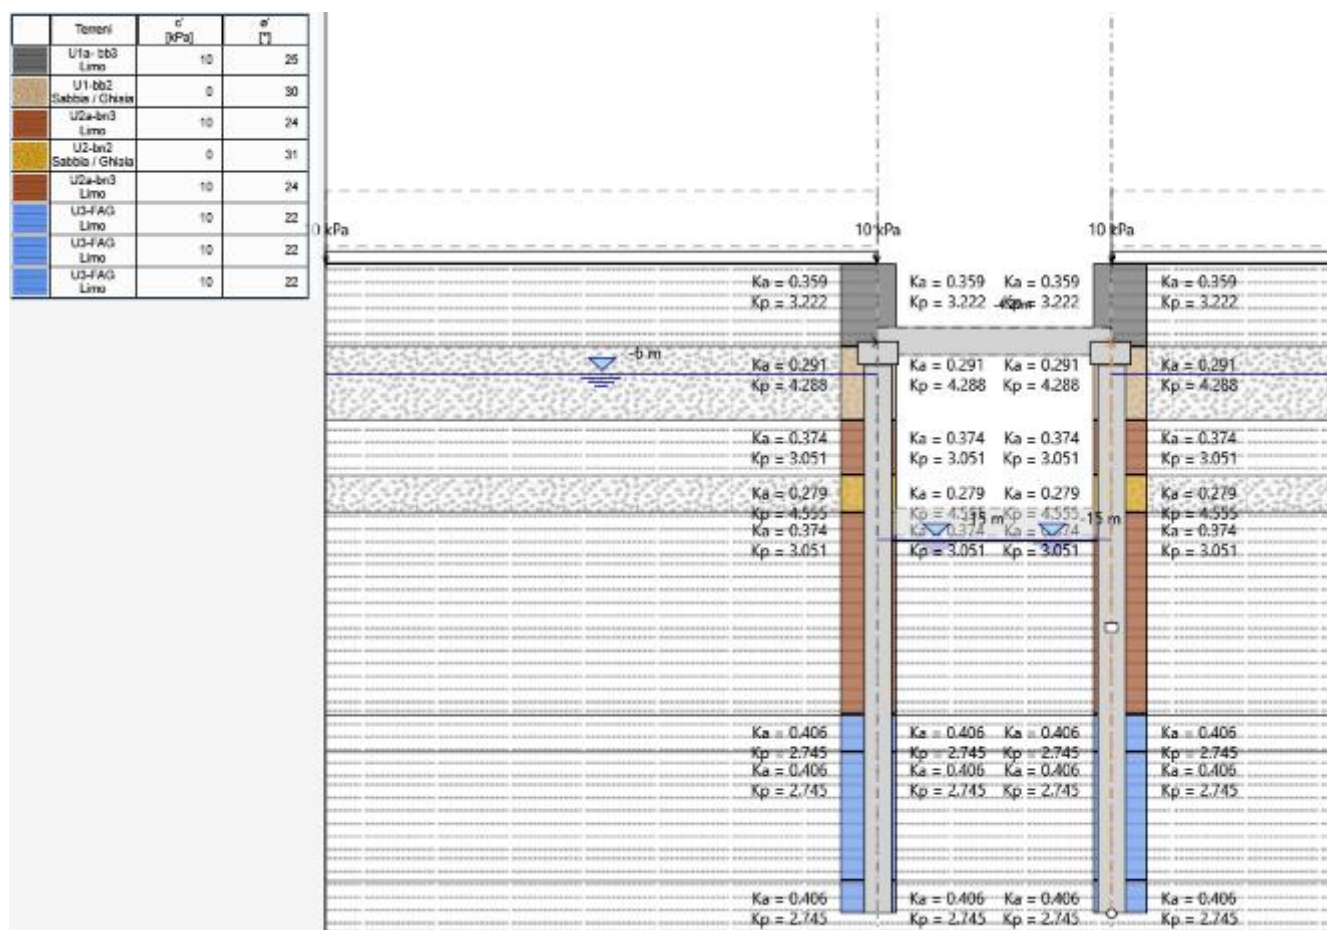 Terreni c' ø'
[kPa] [°]
U1a- bb3
Limo 10 25
U1-bb2
Sabbia / Ghiaia 0 30
U2a-bn3
Limo 10 24
U2-bn2
Sabbia / Ghiaia 0 31
U2a-bn3
Limo 10 24
U3-FAG
Limo 10 22
U3-FAG
Limo 10 22
U3-FAG
Limo 10 22
0 kPa 10 kPa 10 kPa
Ka = 0.359 Ka = 0.359 Ka = 0.359 Ka = 0.359
Kp = 3.222 Kp = 3.222 3.222 Kp = 3.222
-6 m
Ka = 0.291 Ka = 0.291 Ka = 0.291 Ka = 0.291
Kp = 4.288 Kp = 4.288 Kp = 4.288 Kp = 4.288
Ka = 0.374 Ka = 0.374 Ka = 0.374 Ka = 0.374
Kp = 3.051 Kp = 3.051 Kp = 3.051 Kp = 3.051
Ka = 0.279 Ka = 0.279 Ka = 0.279 Ka = 0.279
Kp = 4.555 Kp = 4.555 Kp = 4.555 Kp = 4.555
-15 m -15 m
Ka = 0.374 Ka = 0.374 Ka = 0.374
Kp = 3.051 Kp = 3.051 Kp = 3.051 Kp = 3.051
Ka = 0.406 Ka = 0.406 Ka = 0.406 Ka = 0.406
Kp = 2.745 Kp = 2.745 Kp = 2.745 Kp = 2.745
Ka = 0.406 Ka = 0.406 Ka = 0.406 Ka = 0.406
Kp = 2.745 Kp = 2.745 Kp = 2.745 Kp = 2.745
Ka = 0.406 Ka = 0.406 Ka = 0.406 Ka = 0.406
Kp = 2.745 Kp = 2.745 Kp = 2.745 Kp = 2.745